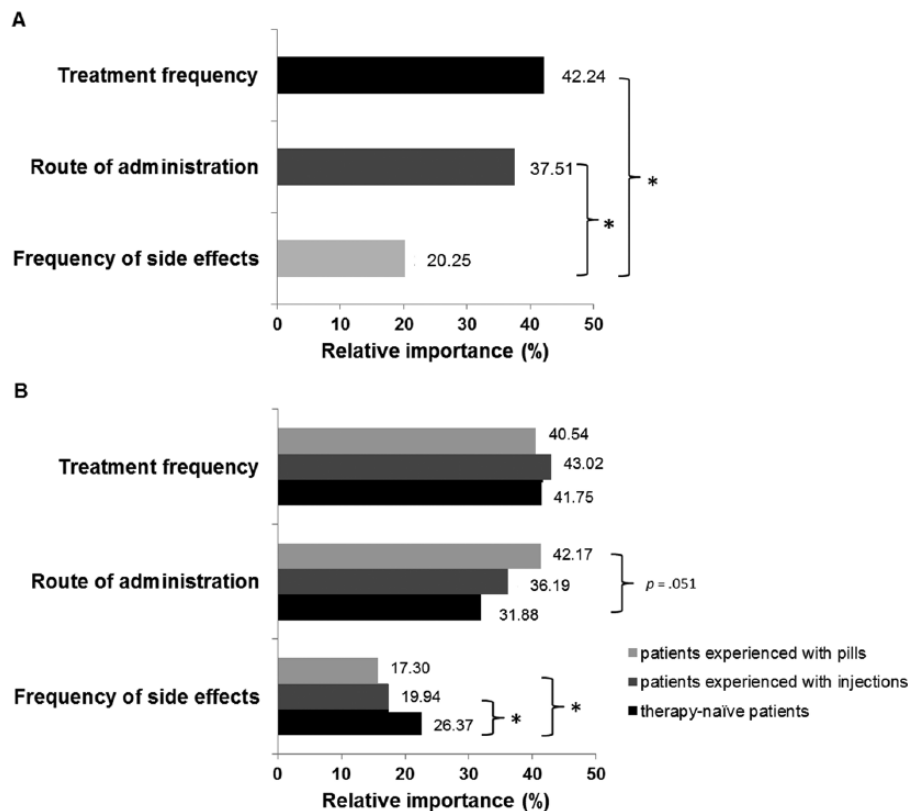 A
Treatment frequency
42.24
Route of administration
37.51
*
*
Frequency of side effects
20.25
0 10 20 30 40 50
Relative importance (%)
B
Treatment frequency
40.54
43.02
41.75
Route of administration
42.17
36.19
31.88
p = .051
Frequency of side effects
17.30
19.94
26.37
*
*
patients experienced with pills
patients experienced with injections
therapy-naïve patients
0 10 20 30 40 50
Relative importance (%)